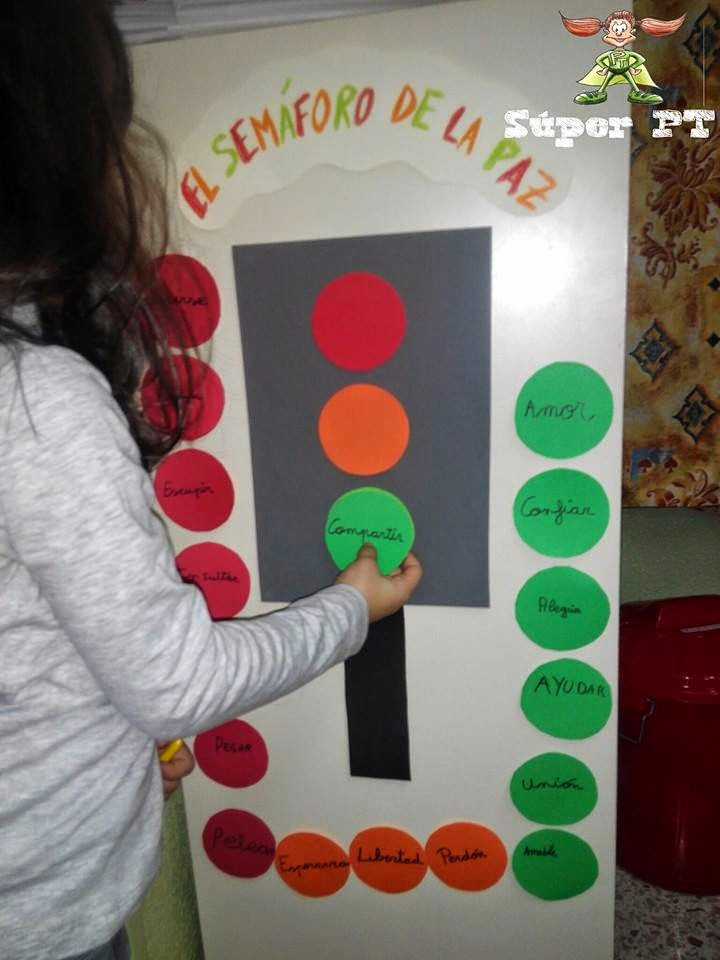 Súper PT
EL SEMÁFORO DE LA PAZ
Escupir
Pegar
Pelear
Compartir
Esperanza
Libertad
Perdón
Amor
Confiar
Alegría
AYUDAR
Unión
Amable